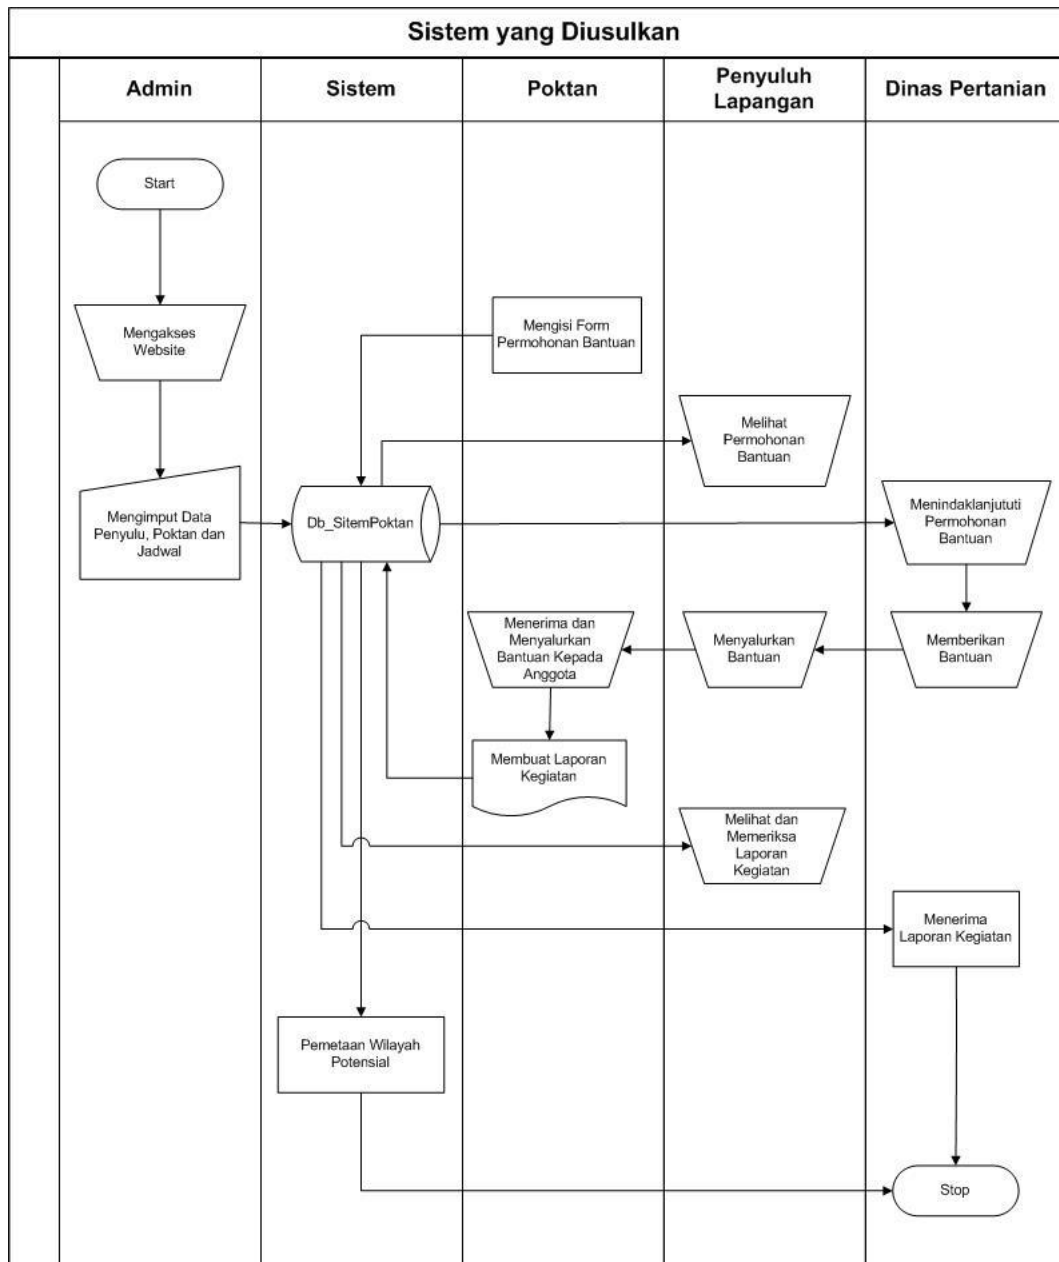 Sistem yang Diusulkan
Admin
Sistem
Poktan
Penyuluh
Lapangan
Dinas Pertanian
Start
Mengakses
Website
Mengisi Form
Permohonan Bantuan
Melihat
Permohonan
Bantuan
Mengimput Data
Penyulu, Poktan dan
Jadwal
Db_SitemPoktan
Menindaklanjututi
Permohonan
Bantuan
Menerima dan
Menyalurkan
Bantuan Kepada
Anggota
Menyalurkan
Bantuan
Memberikan
Bantuan
Membuat Laporan
Kegiatan
Melihat dan
Memeriksa
Laporan
Kegiatan
Menerima
Laporan Kegiatan
Pemetaan Wilayah
Potensial
Stop